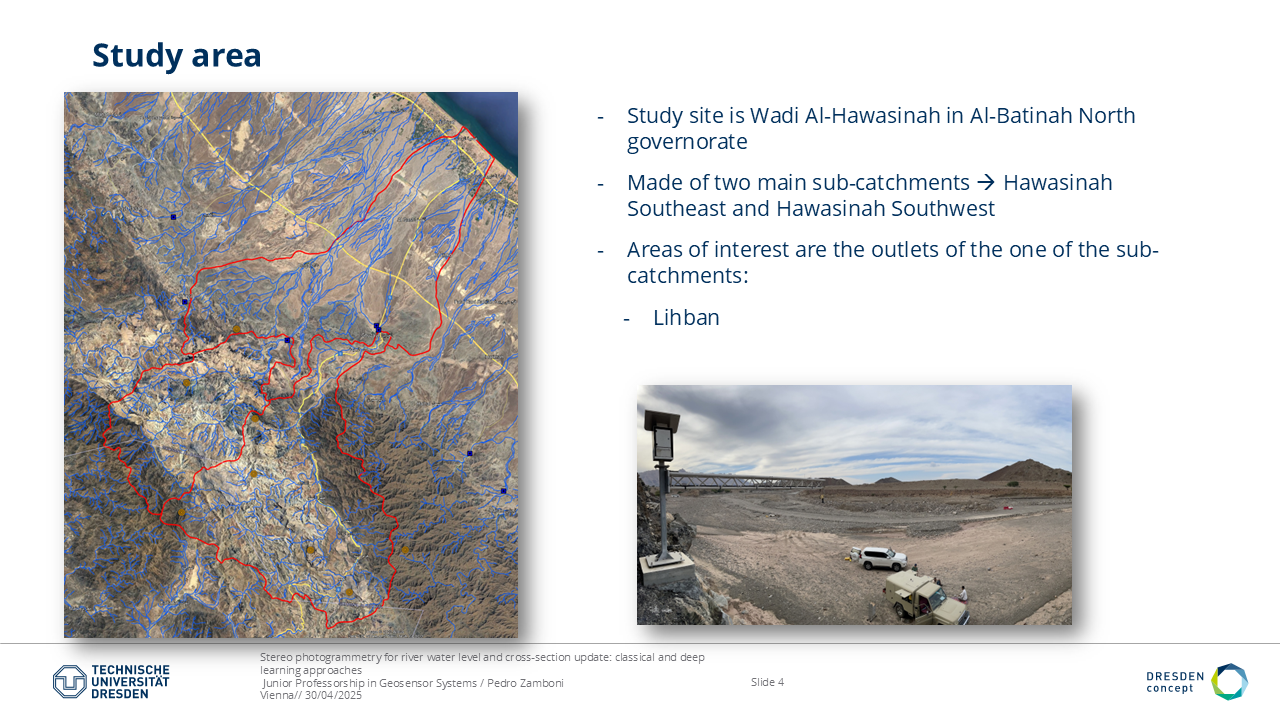 Study area
- Study site is Wadi Al-Hawasinah in Al-Batinah North
governorate
- Made of two main sub-catchments → Hawasinah
Southeast and Hawasinah Southwest
- Areas of interest are the outlets of the one of the sub-
catchments:
- Lihban
Stereo photogrammetry for river water level and cross-section update: classical and deep
learning approaches
Junior Professorship in Geosensor Systems / Pedro Zamboni
Vienna// 30/04/2025
Slide 4
TECHNISCHE
UNIVERSITÄT
DRESDEN
DRESDEN
concept